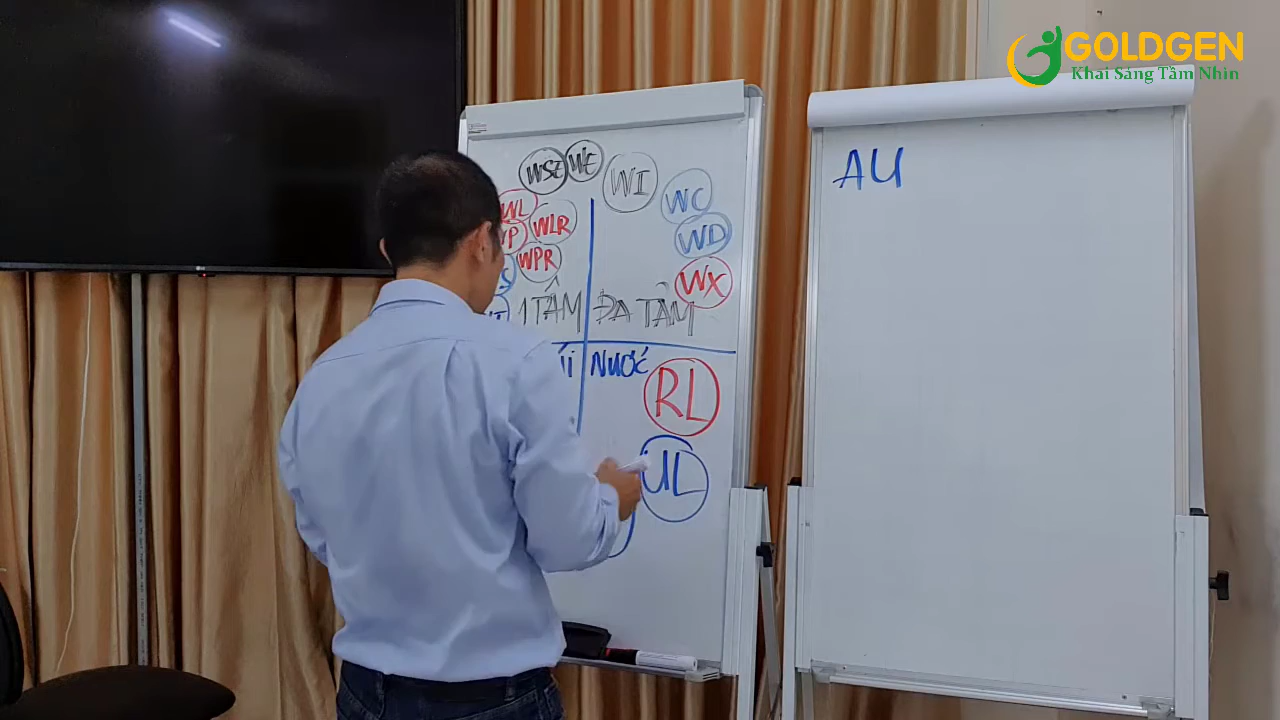 GOLDGEN
Khai Sáng Tầm Nhìn
AU
WSE WE WI
WL WC
WLR WD
WPR WX
1 TÂM ĐA TÂM
NƯỚC
RL
UL